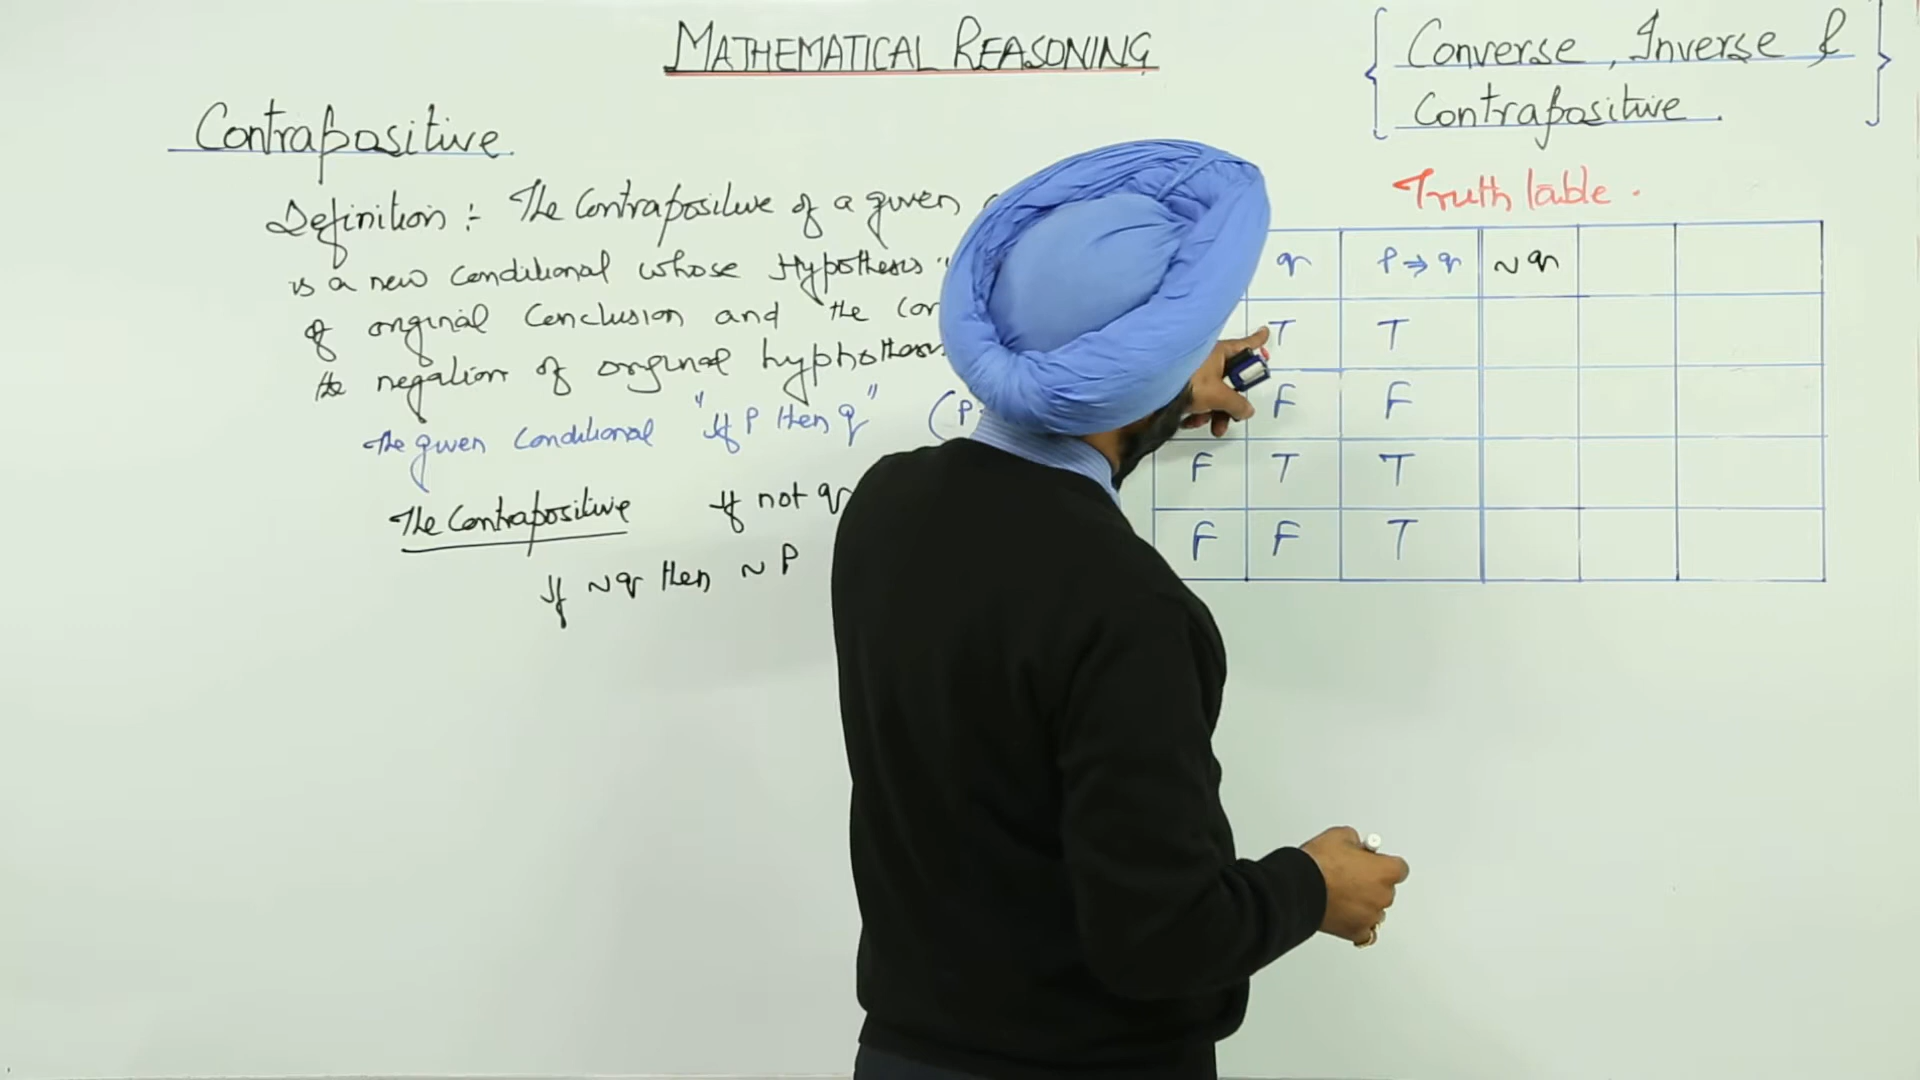 MATHEMATICAL REASONING
Converse, Inverse &
Contrapositive.
Contrapositive
Definition :- The Contrapositive of a given
is a new Conditional whose Hypothesis "
of original Conclusion and the con
the negation of original hyphothesis
The given Conditional "If P then q" (P
The Contrapositive If not q
If ~q then ~P
Truth table.
q P→q ~q
T T
F F
F T T
F F T